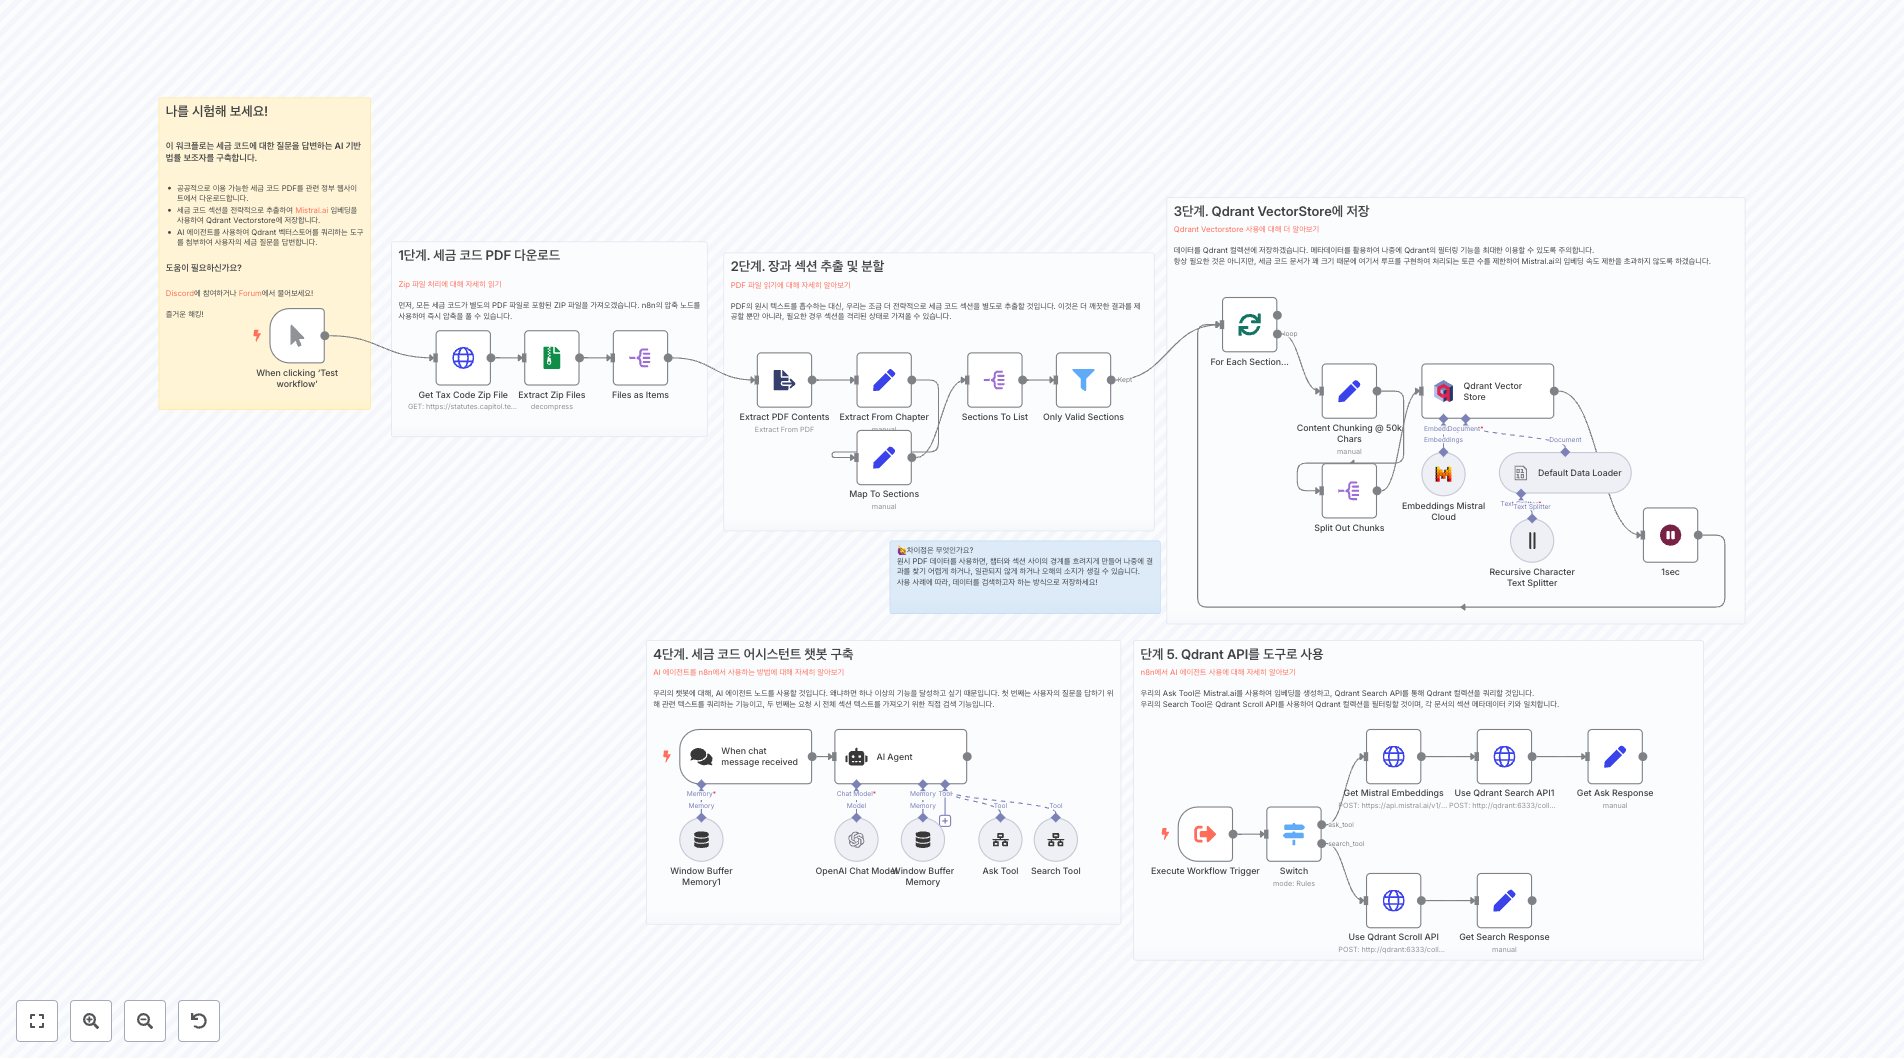 나를 시험해 보세요!
이 워크플로는 세금 코드에 대한 질문을 답변하는 AI 기반
법률 보조자를 구축합니다.
공공적으로 이용 가능한 세금 코드 PDF를 관련 정부 웹사이
트에서 다운로드합니다.
세금 코드 섹션을 전략적으로 추출하여 Mistral.ai 임베딩을
사용하여 Qdrant Vectorstore에 저장합니다.
AI 에이전트를 사용하여 Qdrant 벡터스토어를 쿼리하는 도구
를 첨부하여 사용자의 세금 질문을 답변합니다.
도움이 필요하신가요?
Discord에 참여하거나 Forum에서 물어보세요!
즐거운 해킹!
When clicking ‘Test
workflow’
1단계. 세금 코드 PDF 다운로드
Zip 파일 처리에 대해 자세히 읽기
먼저, 모든 세금 코드가 별도의 PDF 파일로 포함된 ZIP 파일을 가져오겠습니다. n8n의 압축 노드를
사용하여 즉시 압축을 풀 수 있습니다.
Get Tax Code Zip File
GET: https://statutes.capitol.te...
Extract Zip Files
decompress
Files as Items
2단계. 장과 섹션 추출 및 분할
PDF 파일 읽기에 대해 자세히 알아보기
PDF의 원시 텍스트를 흡수하는 대신, 우리는 조금 더 전략적으로 세금 코드 섹션을 별도로 추출할 것입니다. 이것은 더 깨끗한 결과를 제
공할 뿐만 아니라, 필요한 경우 섹션을 격리된 상태로 가져올 수 있습니다.
Extract PDF Contents
Extract From PDF
Extract From Chapter
manual
Map To Sections
manual
Sections To List
Only Valid Sections
Kept
🙋차이점은 무엇인가요?
원시 PDF 데이터를 사용하면, 챕터와 섹션 사이의 경계를 흐려지게 만들어 나중에 결
과를 찾기 어렵게 하거나, 일관되지 않게 하거나 오해의 소지가 생길 수 있습니다.
사용 사례에 따라, 데이터를 검색하고자 하는 방식으로 저장하세요!
3단계. Qdrant VectorStore에 저장
Qdrant Vectorstore 사용에 대해 더 알아보기
데이터를 Qdrant 컬렉션에 저장하겠습니다. 메타데이터를 활용하여 나중에 Qdrant의 필터링 기능을 최대한 이용할 수 있도록 주의합니다.
항상 필요한 것은 아니지만, 세금 코드 문서가 꽤 크기 때문에 여기서 루프를 구현하여 처리되는 토큰 수를 제한하여 Mistral.ai의 임베딩 속도 제한을 초과하지 않도록 하겠습니다.
For Each Section...
loop
Content Chunking @ 50k
Chars
manual
Split Out Chunks
Qdrant Vector
Store
Document*
Embeddings
Document
Embeddings Mistral
Cloud
Default Data Loader
Text Splitter
Recursive Character
Text Splitter
1sec
4단계. 세금 코드 어시스턴트 챗봇 구축
AI 에이전트를 n8n에서 사용하는 방법에 대해 자세히 알아보기
우리의 챗봇에 대해, AI 에이전트 노드를 사용할 것입니다. 왜냐하면 하나 이상의 기능을 달성하고 싶기 때문입니다. 첫 번째는 사용자의 질문을 답하기 위
해 관련 텍스트를 쿼리하는 기능이고, 두 번째는 요청 시 전체 섹션 텍스트를 가져오기 위한 직접 검색 기능입니다.
When chat
message received
AI Agent
Memory*
Memory
Chat Model*
Model
Memory
Memory
Tool
Tool
Tool
Window Buffer
Memory1
OpenAI Chat Model
Window Buffer
Memory
Ask Tool
Search Tool
단계 5. Qdrant API를 도구로 사용
n8n에서 AI 에이전트 사용에 대해 자세히 알아보기
우리의 Ask Tool은 Mistral.ai를 사용하여 임베딩을 생성하고, Qdrant Search API를 통해 Qdrant 컬렉션을 쿼리할 것입니다.
우리의 Search Tool은 Qdrant Scroll API를 사용하여 Qdrant 컬렉션을 필터링할 것이며, 각 문서의 섹션 메타데이터 키와 일치합니다.
Execute Workflow Trigger
Switch
mode: Rules
ask_tool
search_tool
Get Mistral Embeddings
POST: https://api.mistral.ai/v1/...
Use Qdrant Search API1
POST: http://qdrant:6333/coll...
Get Ask Response
manual
Use Qdrant Scroll API
POST: http://qdrant:6333/coll...
Get Search Response
manual